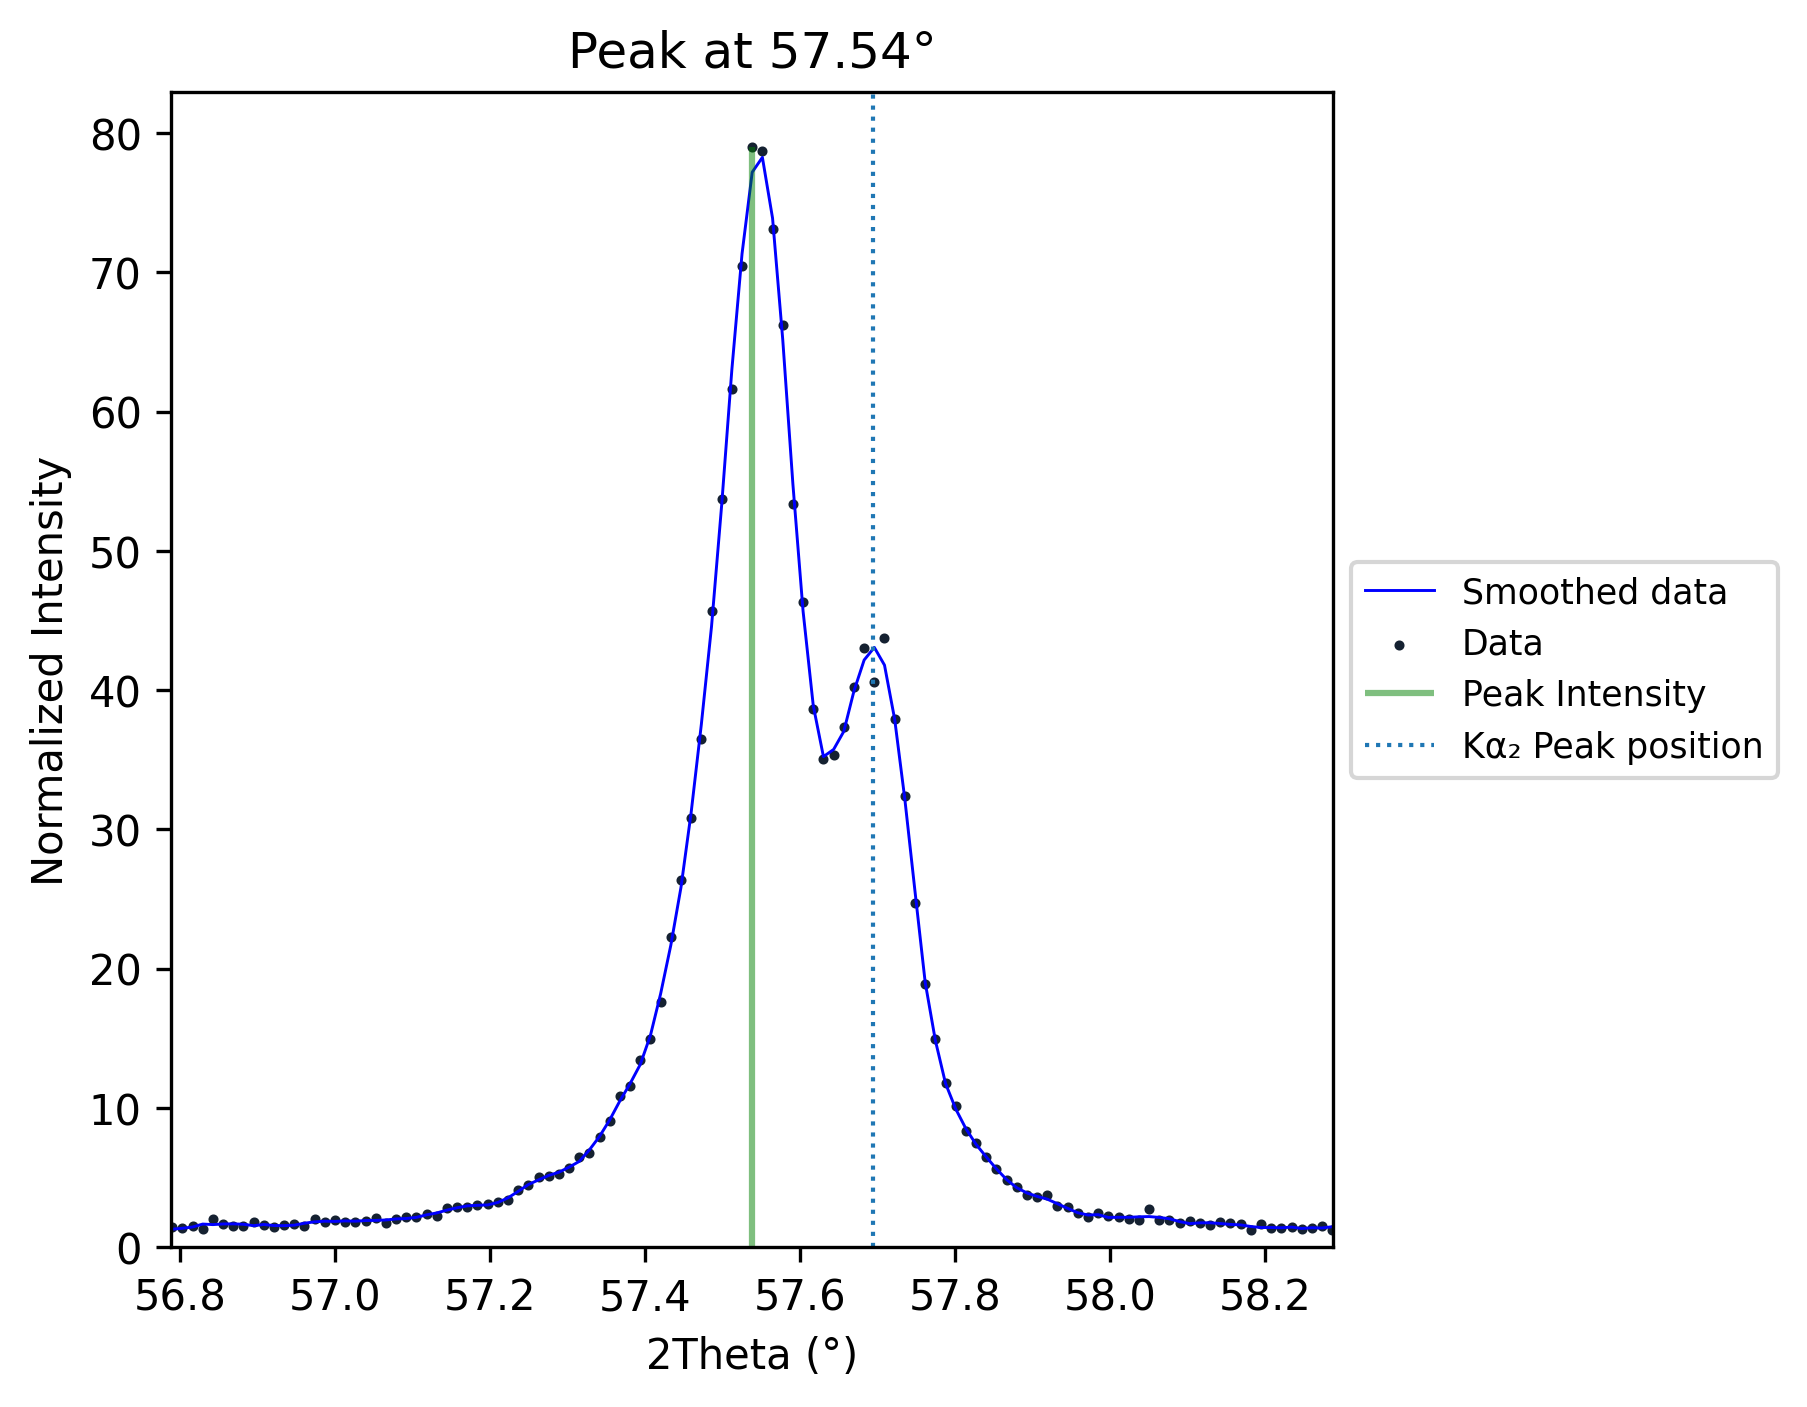 Peak at 57.54°
80
70
60
50
40
30
20
10
0
Normalized Intensity
56.8 57.0 57.2 57.4 57.6 57.8 58.0 58.2
2Theta (°)
Smoothed data
Data
Peak Intensity
Kα₂ Peak position